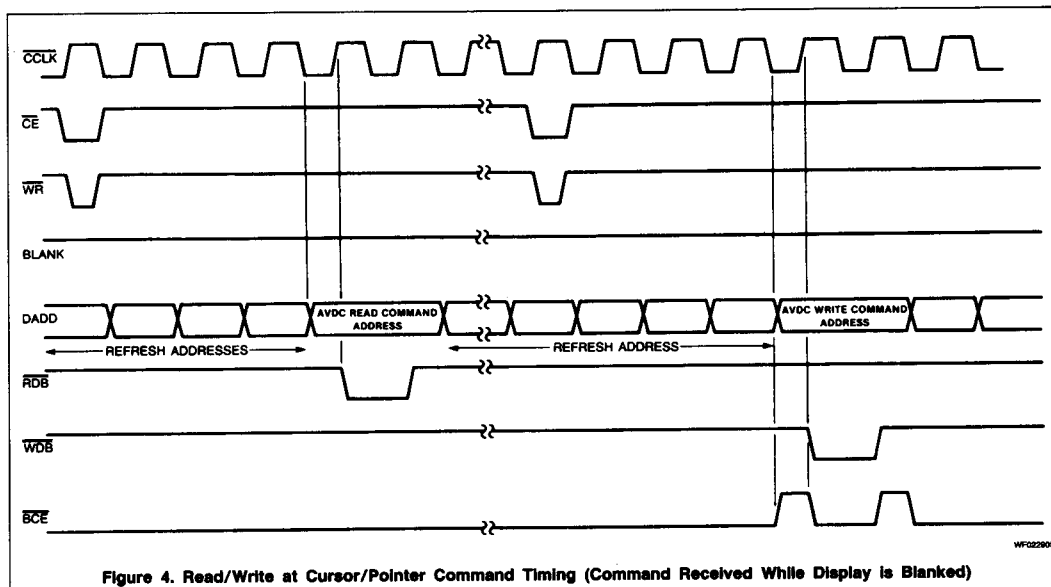 CCLK
CE
WR
BLANK
DADD
AVDC READ COMMAND
ADDRESS
AVDC WRITE COMMAND
ADDRESS
REFRESH ADDRESSES
REFRESH ADDRESS
RDB
WDB
BCE
Figure 4. Read/Write at Cursor/Pointer Command Timing (Command Received While Display is Blanked)